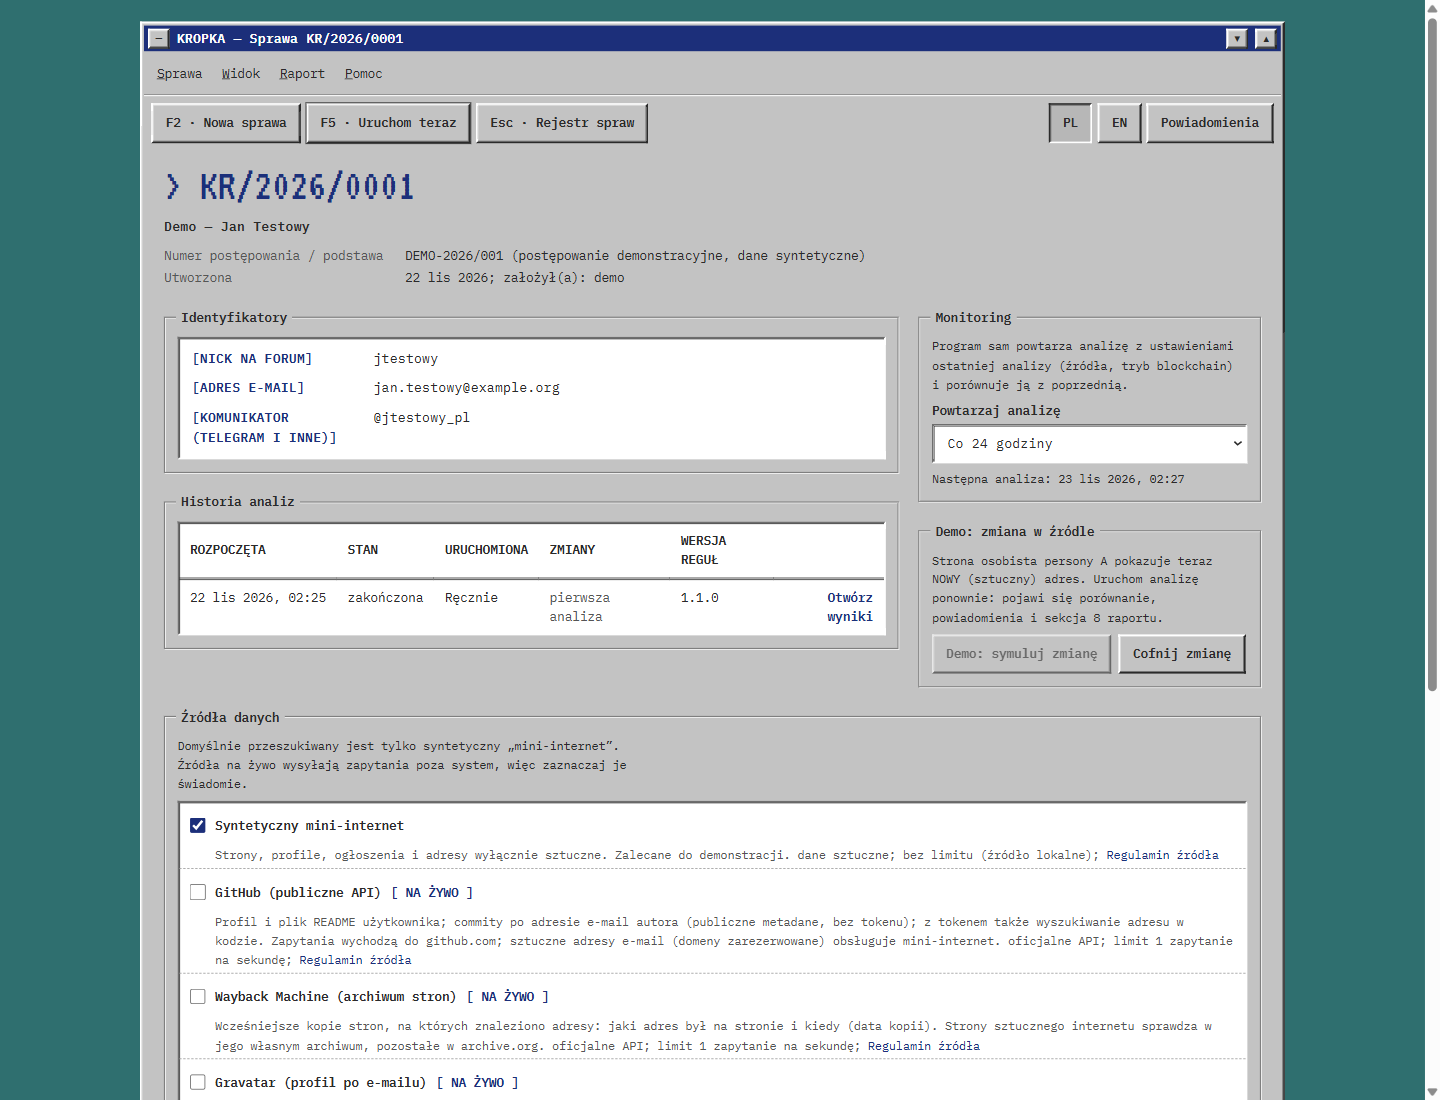 KROPKA — Sprawa KR/2026/0001
Sprawa Widok Raport Pomoc
F2 · Nowa sprawa F5 · Uruchom teraz Esc · Rejestr spraw PL EN Powiadomienia
> KR/2026/0001
Demo — Jan Testowy
Numer postępowania / podstawa DEMO-2026/001 (postępowanie demonstracyjne, dane syntetyczne)
Utworzona 22 lis 2026; założył(a): demo
Identyfikatory
[NICK NA FORUM] jtestowy
[ADRES E-MAIL] jan.testowy@example.org
[KOMUNIKATOR @jtestowy_pl
(TELEGRAM I INNE)]
Monitoring
Program sam powtarza analizę z ustawieniami
ostatniej analizy (źródła, tryb blockchain)
i porównuje ją z poprzednią.
Powtarzaj analizę
Co 24 godziny
Następna analiza: 23 lis 2026, 02:27
Historia analiz
ROZPOCZĘTA STAN URUCHOMIONA ZMIANY WERSJA
REGUŁ
22 lis 2026, 02:25 zakończona Ręcznie pierwsza 1.1.0 Otwórz
analiza wyniki
Demo: zmiana w źródle
Strona osobista persony A pokazuje teraz
NOWY (sztuczny) adres. Uruchom analizę
ponownie: pojawi się porównanie,
powiadomienia i sekcja 8 raportu.
Demo: symuluj zmianę Cofnij zmianę
Źródła danych
Domyślnie przeszukiwany jest tylko syntetyczny „mini-internet”.
Źródła na żywo wysyłają zapytania poza system, więc zaznaczaj je
świadomie.
Syntetyczny mini-internet
Strony, profile, ogłoszenia i adresy wyłącznie sztuczne. Zalecane do demonstracji. dane sztuczne; bez limitu (źródło lokalne); Regulamin źródła
GitHub (publiczne API) [ NA ŻYWO ]
Profil i plik README użytkownika; commity po adresie e-mail autora (publiczne metadane, bez tokenu); z tokenem także wyszukiwanie adresu w
kodzie. Zapytania wychodzą do github.com; sztuczne adresy e-mail (domeny zarezerwowane) obsługuje mini-internet. oficjalne API; limit 1 zapytanie
na sekundę; Regulamin źródła
Wayback Machine (archiwum stron) [ NA ŻYWO ]
Wcześniejsze kopie stron, na których znaleziono adresy: jaki adres był na stronie i kiedy (data kopii). Strony sztucznego internetu sprawdza w
jego własnym archiwum, pozostałe w archive.org. oficjalne API; limit 1 zapytanie na sekundę; Regulamin źródła
Gravatar (profil po e-mailu) [ NA ŻYWO ]